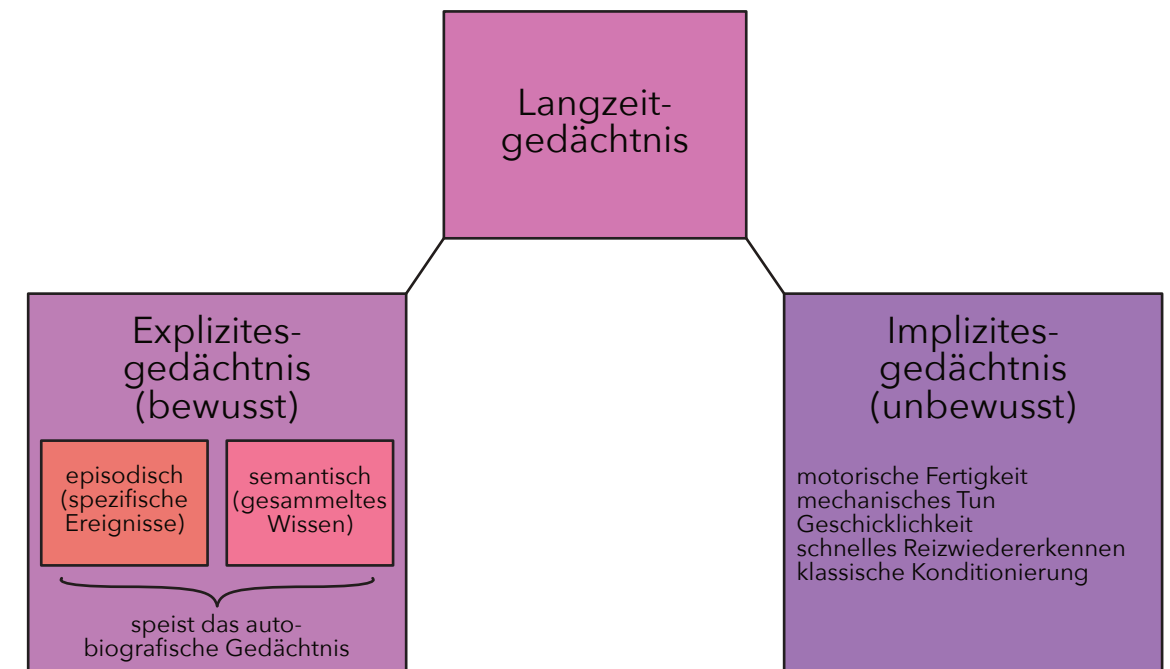 Langzeit-
gedächtnis
Explizites-
gedächtnis
(bewusst)
episodisch
(spezifische
Ereignisse)
semantisch
(gesammeltes
Wissen)
speist das auto-
biografische Gedächtnis
Implizites-
gedächtnis
(unbewusst)
motorische Fertigkeit
mechanisches Tun
Geschicklichkeit
schnelles Reizwiedererkennen
klassische Konditionierung